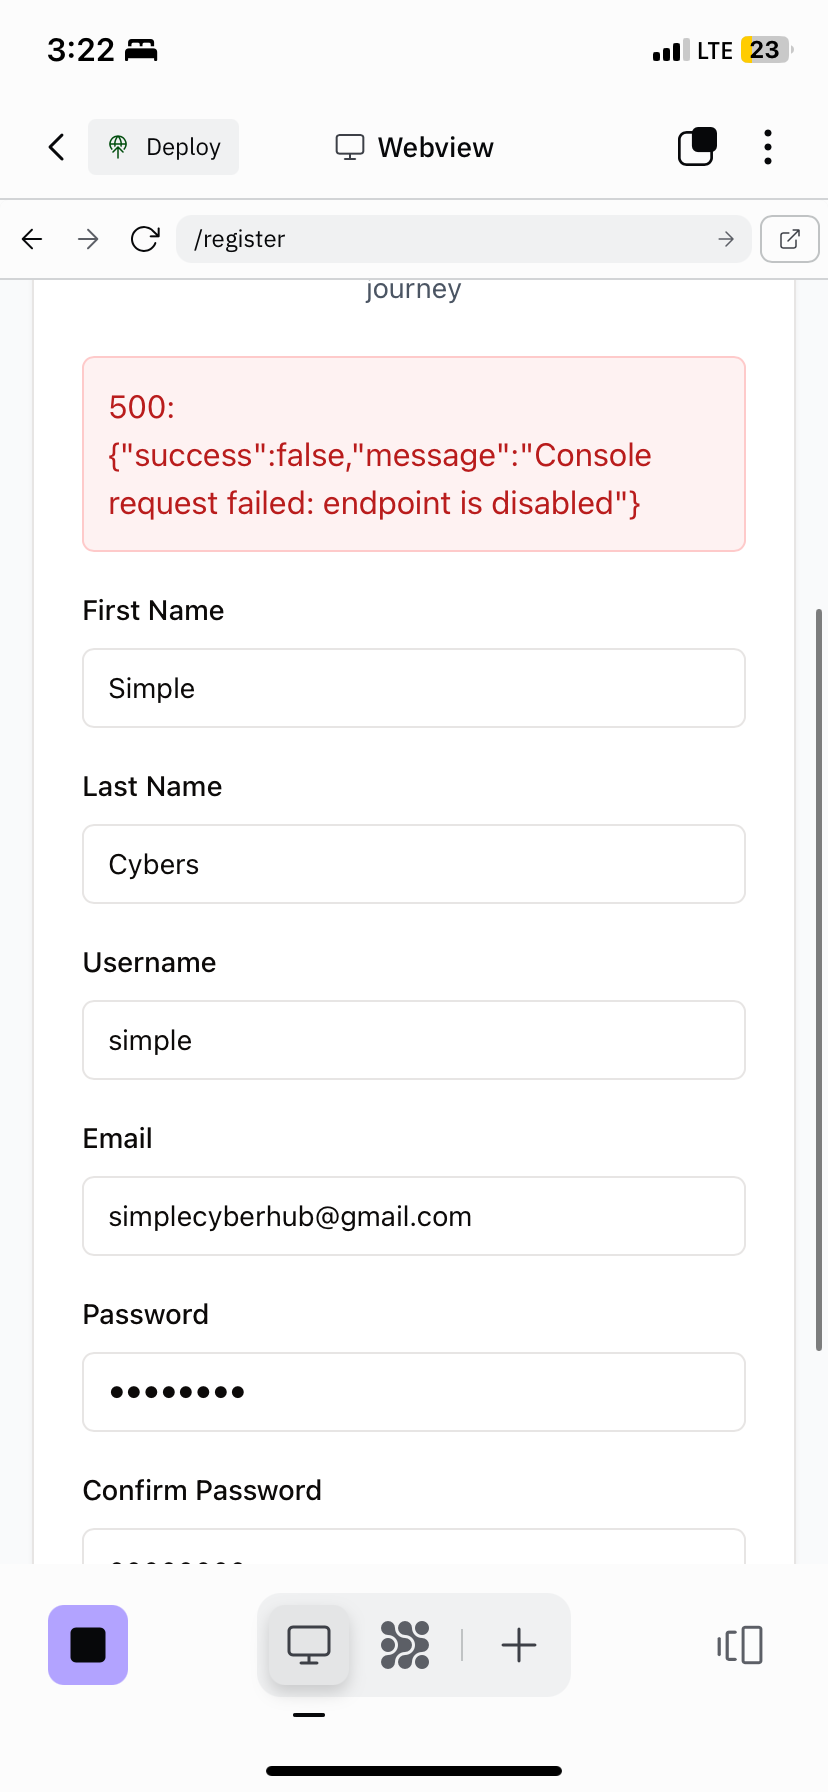 3:22
LTE 23
Deploy
Webview
/register
journey
500:
{"success":false,"message":"Console
request failed: endpoint is disabled"}
First Name
Simple
Last Name
Cybers
Username
simple
Email
simplecyberhub@gmail.com
Password
••••••••
Confirm Password